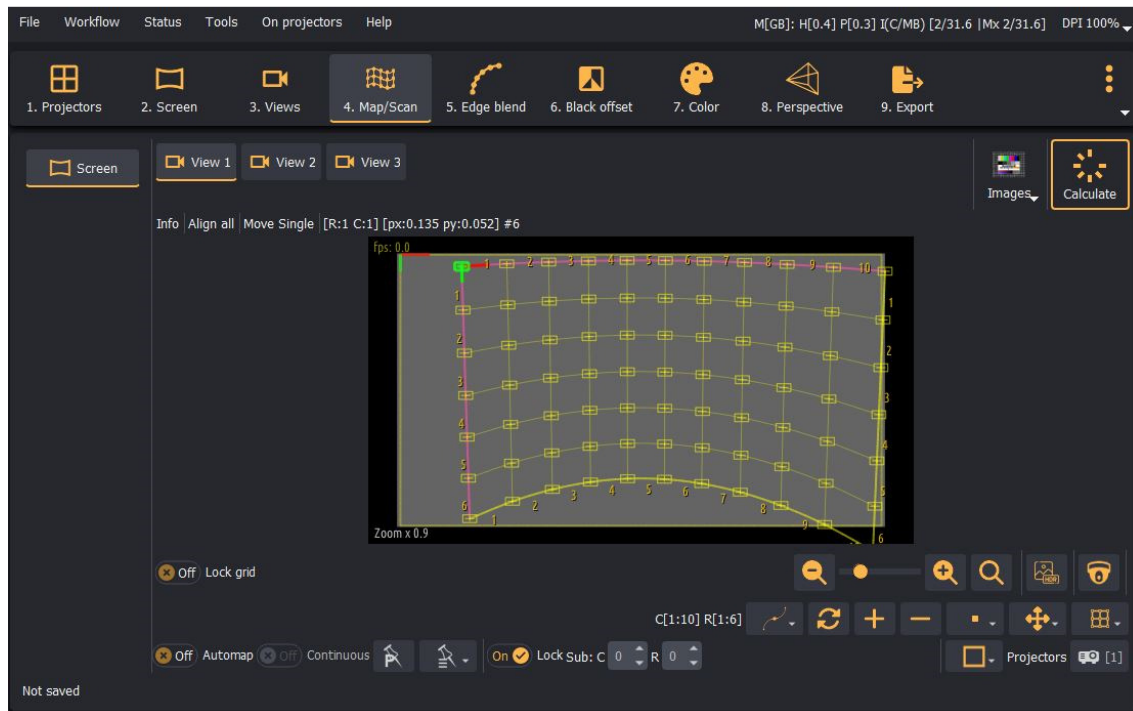 File Workflow Status Tools On projectors Help M[GB]: H[0.4] P[0.3] I(C/MB) [2/31.6 |Mx 2/31.6] DPI 100%
1. Projectors 2. Screen 3. Views 4. Map/Scan 5. Edge blend 6. Black offset 7. Color 8. Perspective 9. Export
Screen View 1 View 2 View 3
Images Calculate
Info Align all Move Single [R:1 C:1] [px:0.135 py:0.052] #6
fps: 0.0
1 2 3 4 5 6 7 8 9 10
1 1
2 2
3 3
4 4
5 5
6 1 2 3 4 5 6 7 8 9 6
Zoom x 0.9
Off Lock grid HDR
C[1:10] R[1:6]
Off Automap Off Continuous P On Lock Sub: C 0 R 0 Projectors [1]
Not saved